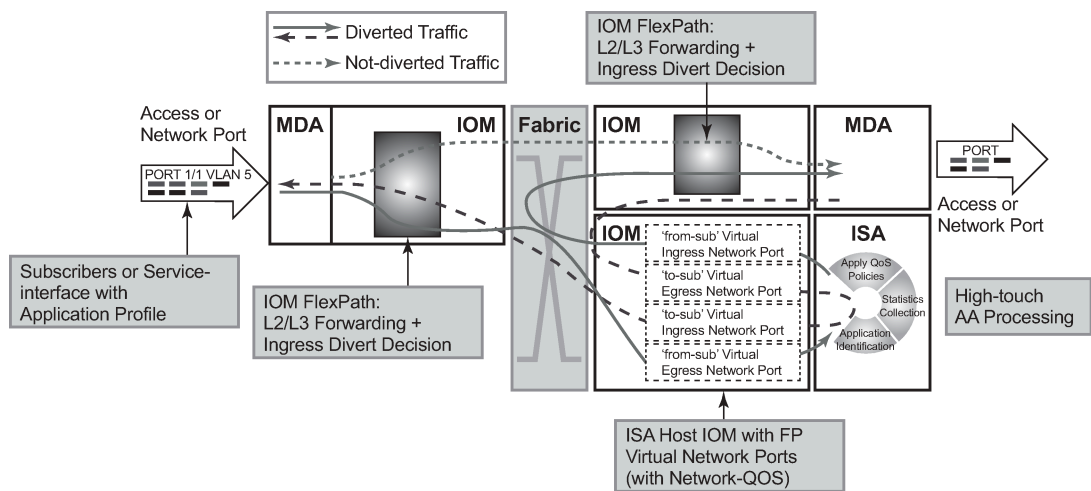 Diverted Traffic
Not-diverted Traffic
IOM FlexPath:
L2/L3 Forwarding +
Ingress Divert Decision
Access or
Network Port
MDA
IOM
Fabric
IOM
MDA
PORT 1/1 VLAN 5
PORT
Access or
Network Port
Subscribers or Service-
interface with
Application Profile
IOM FlexPath:
L2/L3 Forwarding +
Ingress Divert Decision
IOM
'from-sub' Virtual
Ingress Network Port
'to-sub' Virtual
Egress Network Port
'to-sub' Virtual
Ingress Network Port
'from-sub' Virtual
Egress Network Port
ISA
Apply QoS
Policies
Statistics
Collection
Application
Identification
High-touch
AA Processing
ISA Host IOM with FP
Virtual Network Ports
(with Network-QOS)